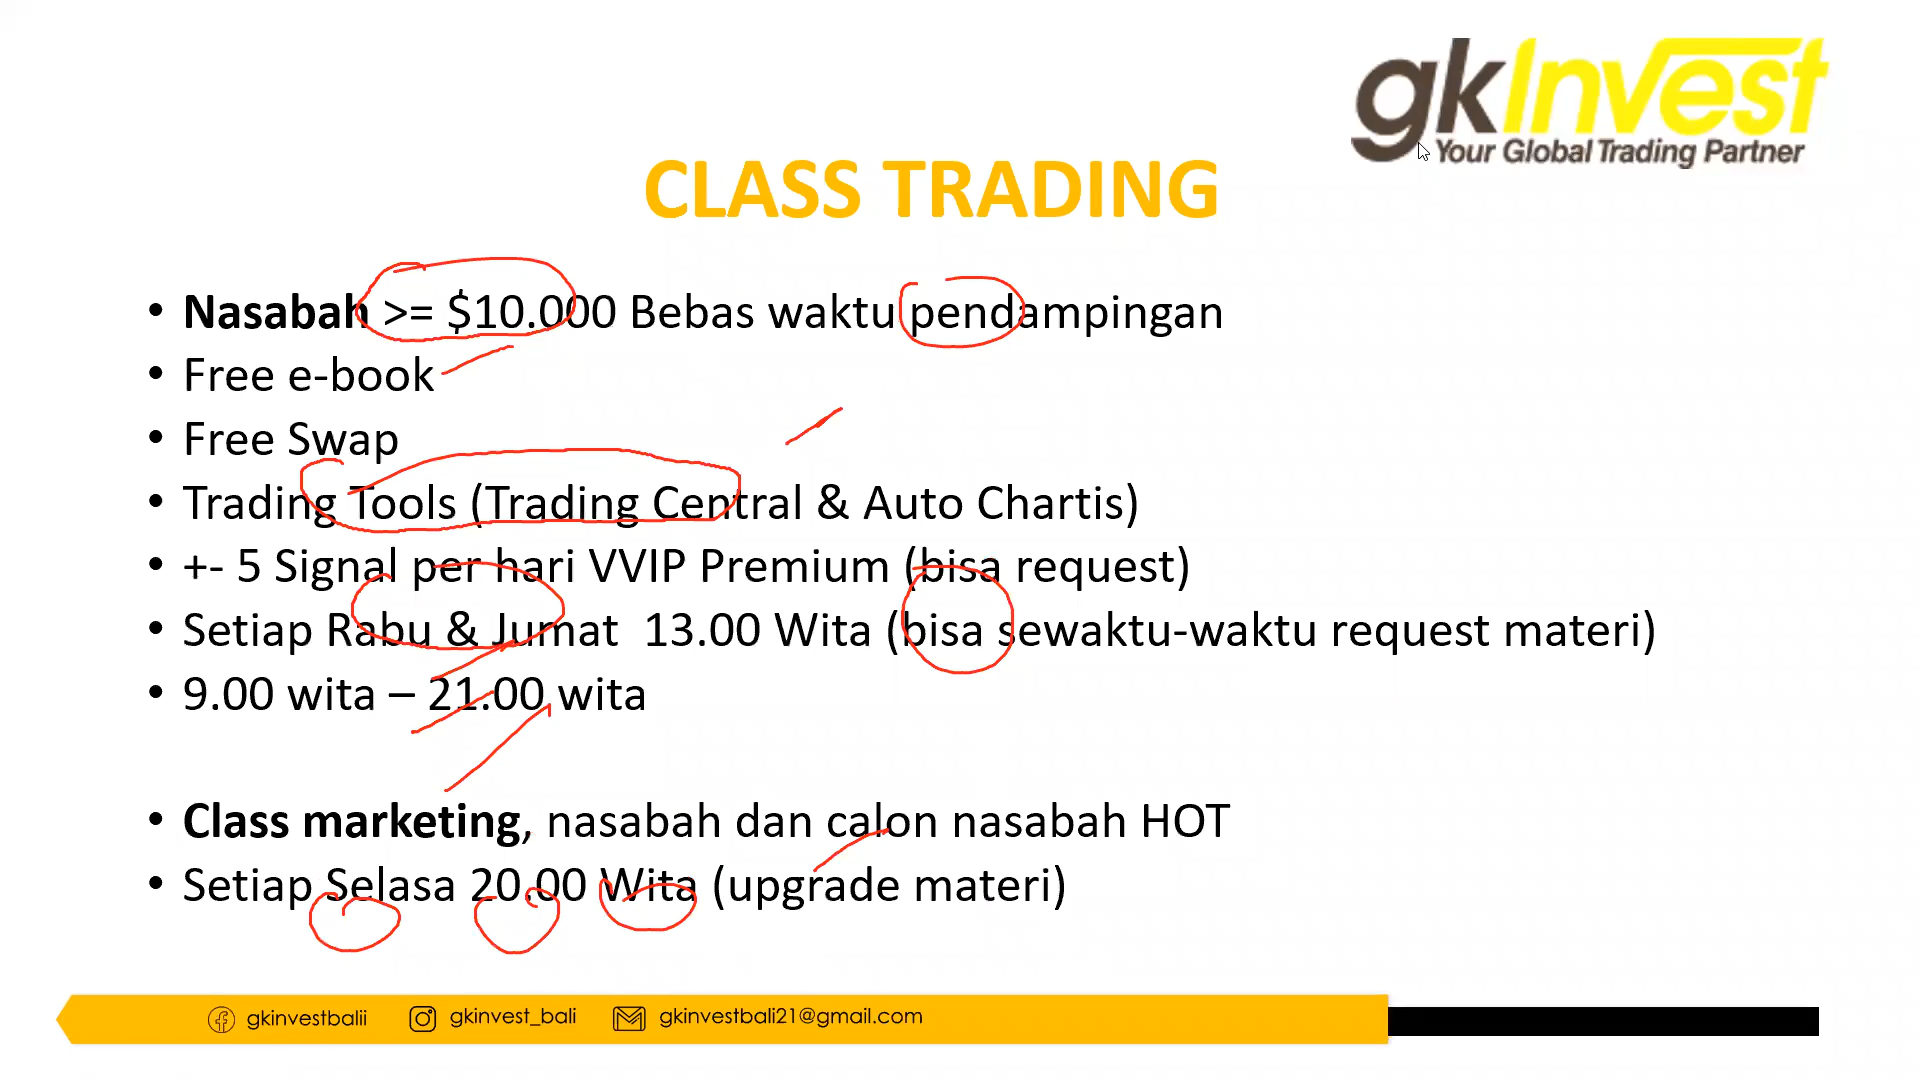 gkInvest
Your Global Trading Partner
CLASS TRADING
• Nasabah >= $10.000 Bebas waktu pendampingan
• Free e-book
• Free Swap
• Trading Tools (Trading Central & Auto Chartis)
• +- 5 Signal per hari VVIP Premium (bisa request)
• Setiap Rabu & Jumat 13.00 Wita (bisa sewaktu-waktu request materi)
• 9.00 wita – 21.00 wita
• Class marketing, nasabah dan calon nasabah HOT
• Setiap Selasa 20.00 Wita (upgrade materi)
gkinvestbalii gkinvest_bali gkinvestbali21@gmail.com